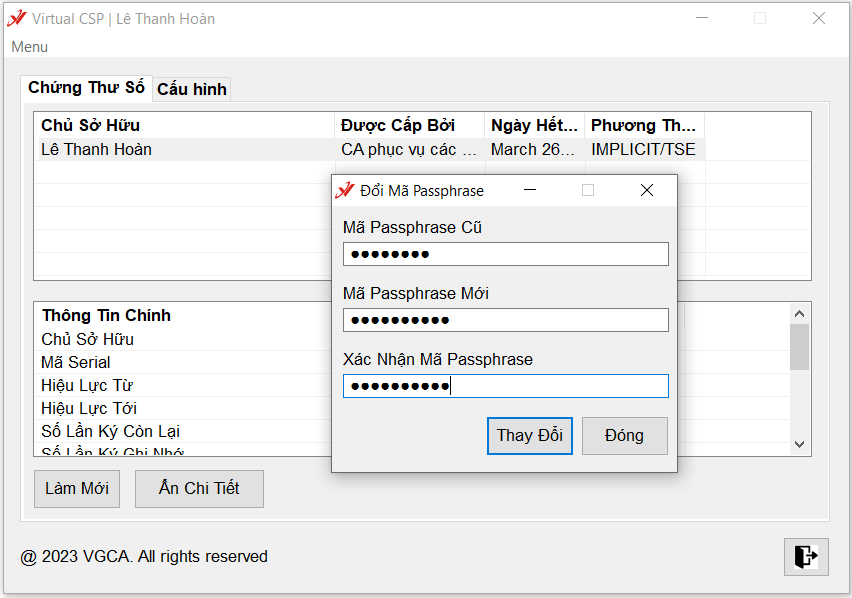 Virtual CSP | Lê Thanh Hoàn
Menu
Chứng Thư Số Cấu hình
Chủ Sở Hữu Được Cấp Bởi Ngày Hết... Phương Th...
Lê Thanh Hoàn CA phục vụ các ... March 26... IMPLICIT/TSE
Đổi Mã Passphrase
Mã Passphrase Cũ
Mã Passphrase Mới
Xác Nhận Mã Passphrase
Thay Đổi Đóng
Thông Tin Chính
Chủ Sở Hữu
Mã Serial
Hiệu Lực Từ
Hiệu Lực Tới
Số Lần Ký Còn Lại
Số Lần Ký Ghi Nhớ
Làm Mới Ẩn Chi Tiết
@ 2023 VGCA. All rights reserved